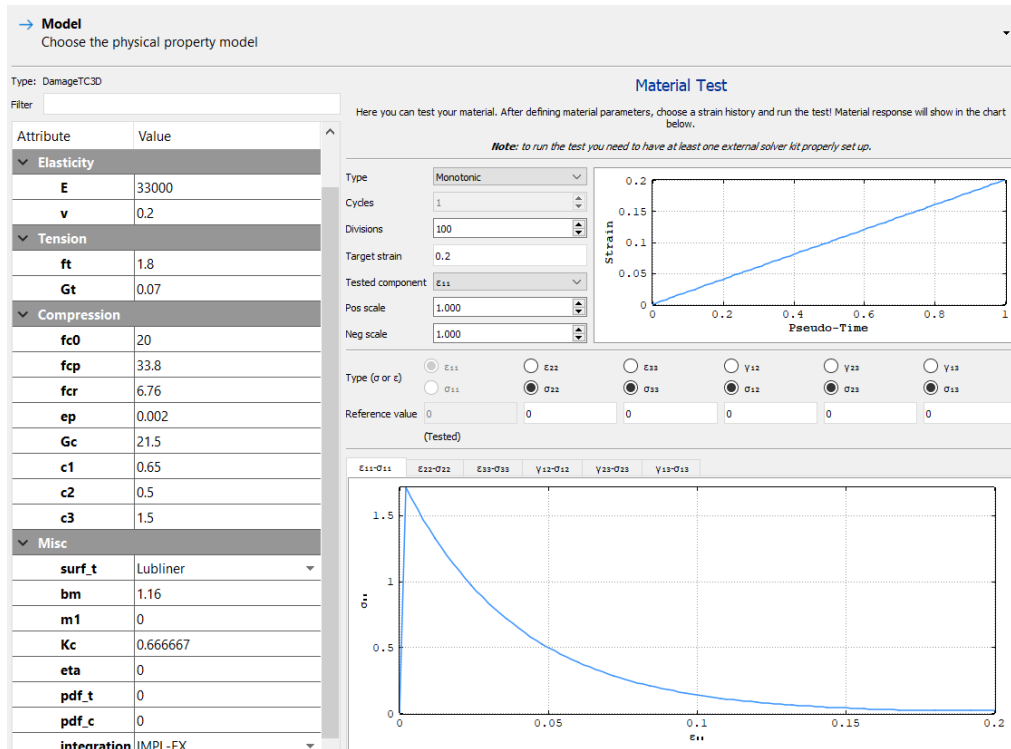 Model
Choose the physical property model
Type: DamageTC3D
Filter
Attribute Value
Elasticity
E 33000
v 0.2
Tension
ft 1.8
Gt 0.07
Compression
fc0 20
fcp 33.8
fcr 6.76
ep 0.002
Gc 21.5
c1 0.65
c2 0.5
c3 1.5
Misc
surf_t Lubliner
bm 1.16
m1 0
Kc 0.666667
eta 0
pdf_t 0
pdf_c 0
integration IMPL-EX
Material Test
Here you can test your material. After defining material parameters, choose a strain history and run the test! Material response will show in the chart
below.
Note: to run the test you need to have at least one external solver kit properly set up.
Type Monotonic
Cycles 1
Divisions 100
Target strain 0.2
Tested component ε₁₁
Pos scale 1.000
Neg scale 1.000
0.2
0.15
0.1
0.05
0
Strain
0 0.2 0.4 0.6 0.8 1
Pseudo-Time
Type (σ or ε)
ε₁₁ ε₂₂ ε₃₃ γ₁₂ γ₂₃ γ₁₃
σ₁₁ σ₂₂ σ₃₃ σ₁₂ σ₂₃ σ₁₃
Reference value 0 0 0 0 0 0
(Tested)
ε₁₁-σ₁₁ ε₂₂-σ₂₂ ε₃₃-σ₃₃ γ₁₂-σ₁₂ γ₂₃-σ₂₃ γ₁₃-σ₁₃
1.5
1
0.5
0
σ₁₁
0 0.05 0.1 0.15 0.2
ε₁₁